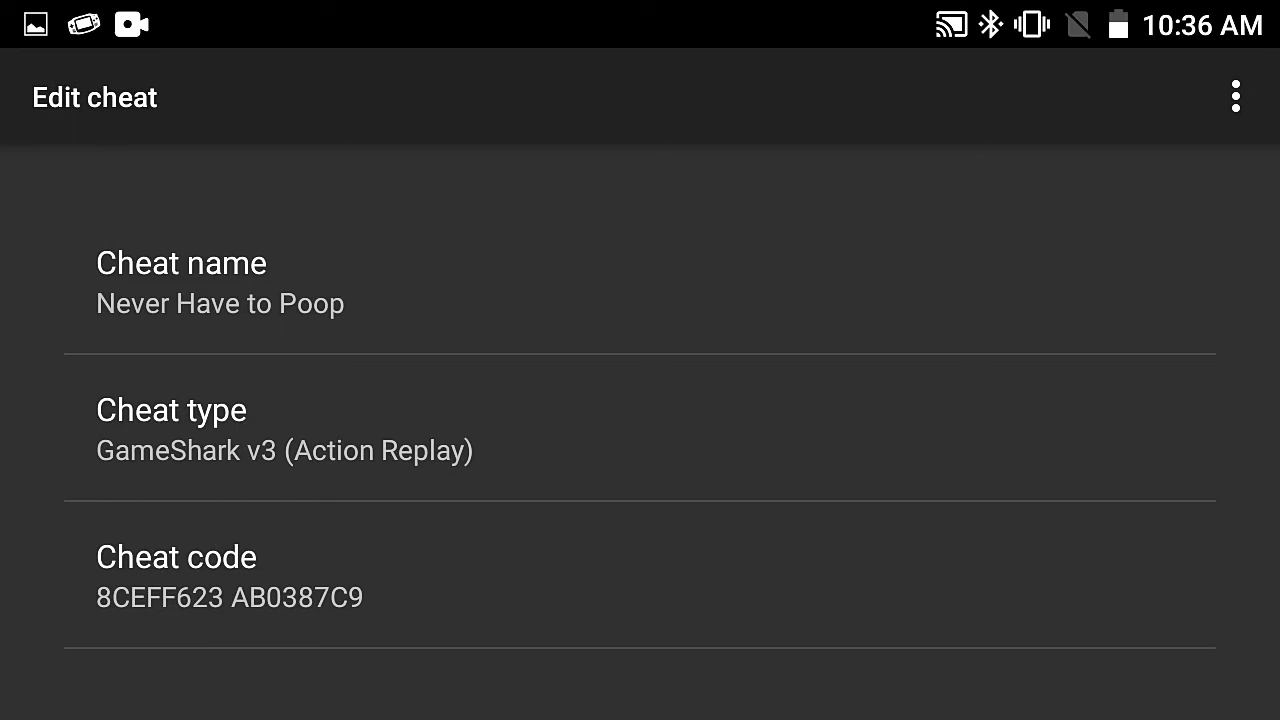 10:36 AM
Edit cheat
Cheat name
Never Have to Poop
Cheat type
GameShark v3 (Action Replay)
Cheat code
8CEFF623 AB0387C9